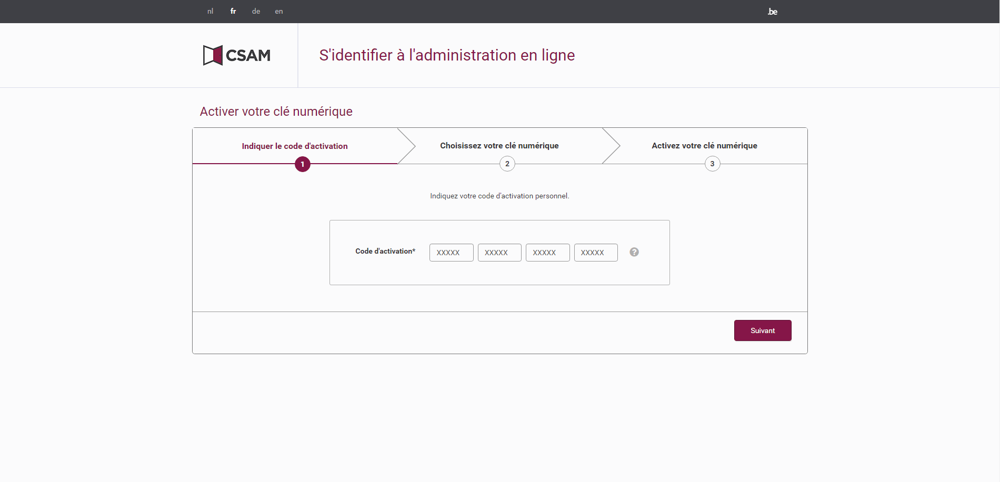 nl fr de en .be
CSAM
S'identifier à l'administration en ligne
Activer votre clé numérique
Indiquer le code d'activation
1
Choisissez votre clé numérique
2
Activez votre clé numérique
3
Indiquez votre code d'activation personnel.
Code d'activation* XXXXX XXXXX XXXXX XXXXX ?
Suivant